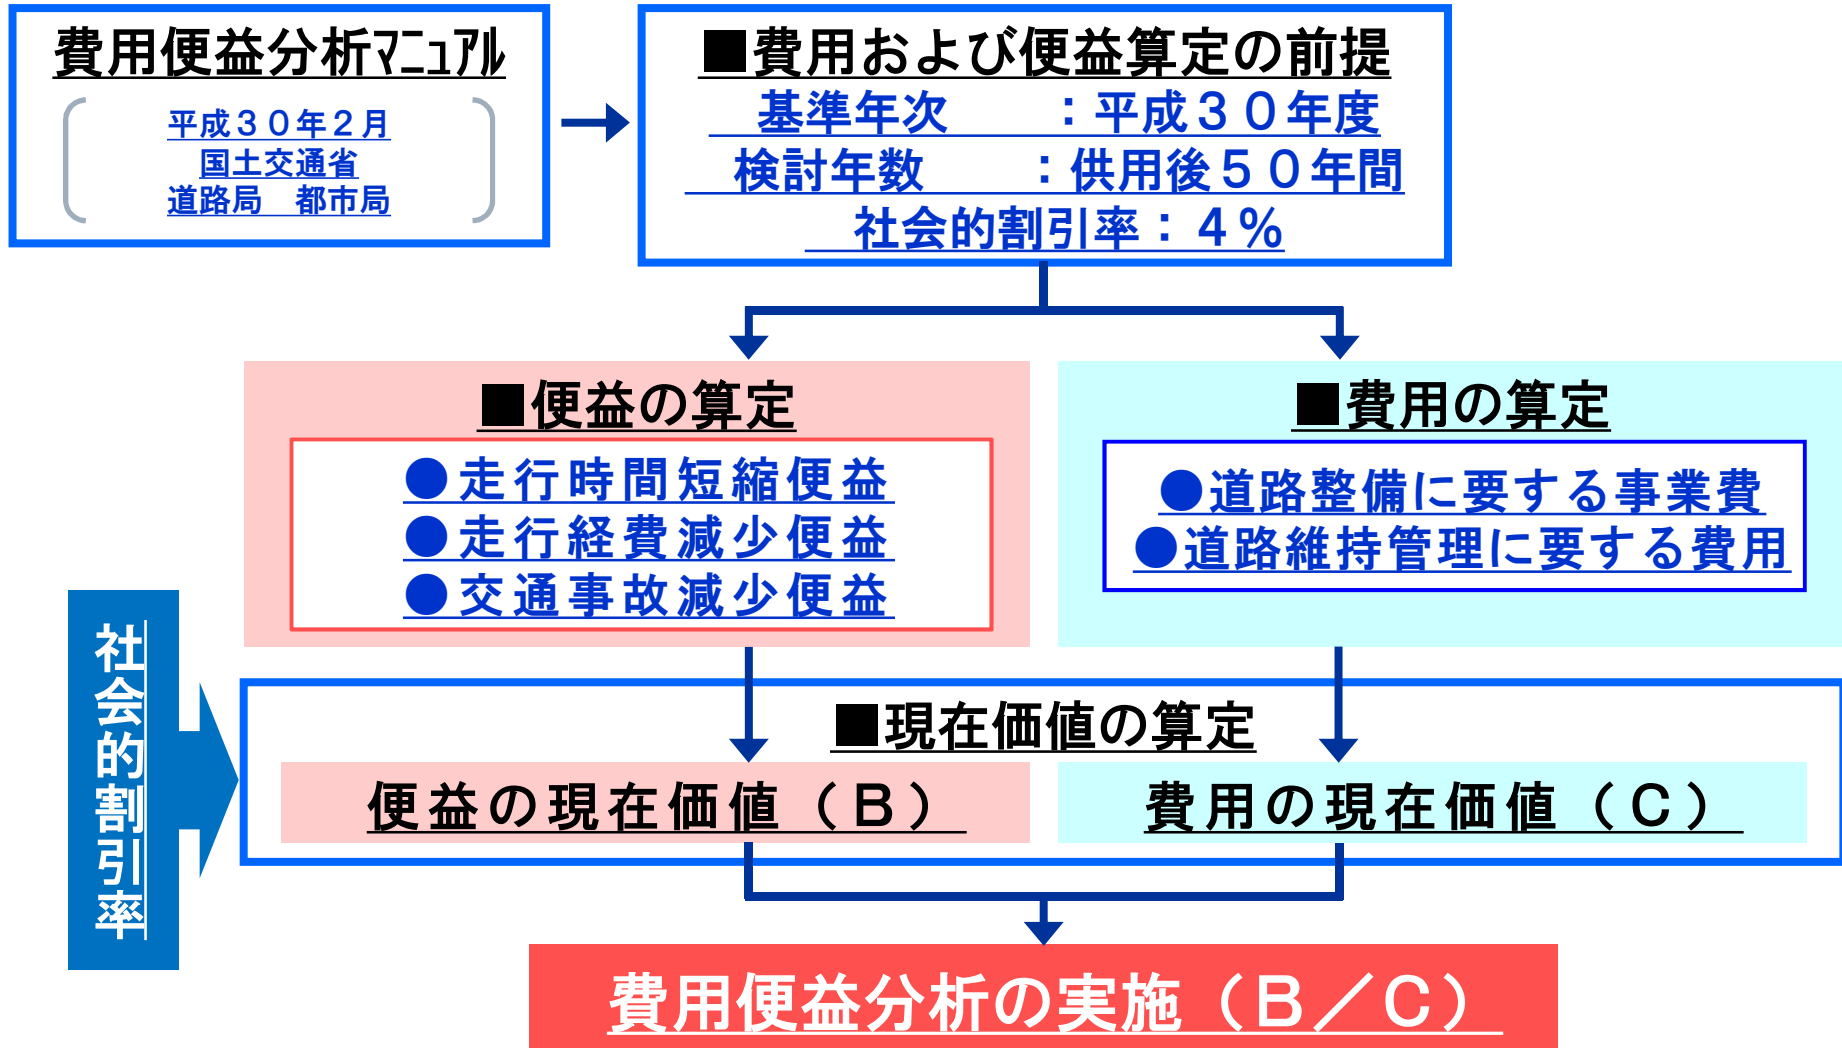 費用便益分析ﾏﾆｭｱﾙ
平成３０年２月
国土交通省
道路局　都市局
■費用および便益算定の前提
基準年次　　：平成３０年度
検討年数　　：供用後５０年間
社会的割引率：４％
■便益の算定
●走行時間短縮便益
●走行経費減少便益
●交通事故減少便益
■費用の算定
●道路整備に要する事業費
●道路維持管理に要する費用
社会的割引率
■現在価値の算定
便益の現在価値（Ｂ）
費用の現在価値（Ｃ）
費用便益分析の実施（Ｂ／Ｃ）